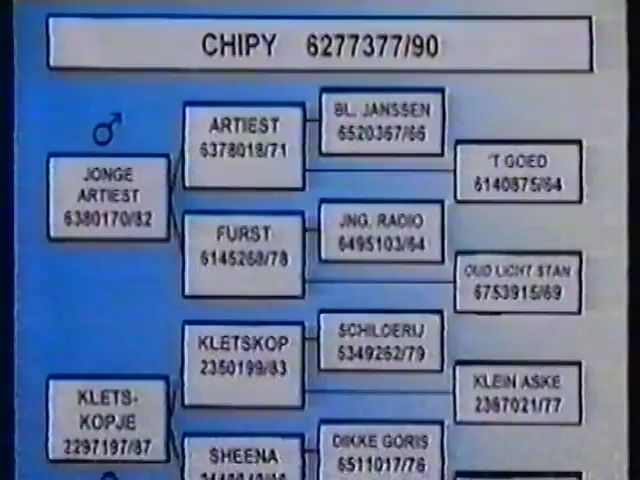 CHIPY 6277377/90
♂
JONGE
ARTIEST
6380170/82
ARTIEST
6378018/71
BL. JANSSEN
6520367/66
'T GOED
6140875/64
FURST
6145268/78
JNG. RADIO
6495103/64
OUD LICHT STAN
6753915/69
KLETS-
KOPJE
2297197/87
KLETSKOP
2350199/83
SCHILDERIJ
6349262/79
KLEIN ASKE
2367021/77
SHEENA
DIKKE GORIS
6511017/76